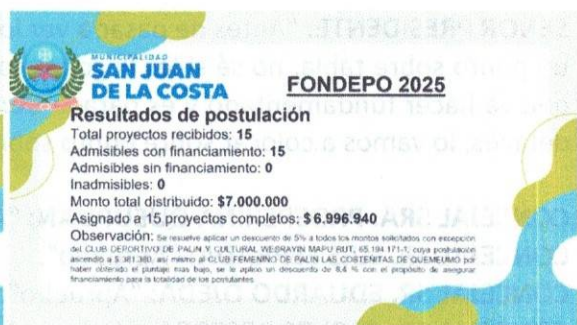 MUNICIPALIDAD
SAN JUAN
DE LA COSTA
FONDEPO 2025
Resultados de postulación
Total proyectos recibidos: 15
Admisibles con financiamiento: 15
Admisibles sin financiamiento: 0
Inadmisibles: 0
Monto total distribuido: $7.000.000
Asignado a 15 proyectos completos; $6.996.940
Observación: Se resuelve aplicar un descuento de 5% a todos los montos solicitados con excepción
del CLUB DEPORTIVO DE PALIN Y CULTURAL WEBRAYIN MAPU RUT, 65.194.171-1, cuya postulación
ascendió a $ 381.380, así mismo al CLUB FEMENINO DE PALIN LAS COSTEÑITAS DE QUEMEUMO por
haber obtenido el puntaje mas bajo, se le aplico un descuento de 8,4 % con el propósito de asegurar
financiamiento para la totalidad de los postulantes